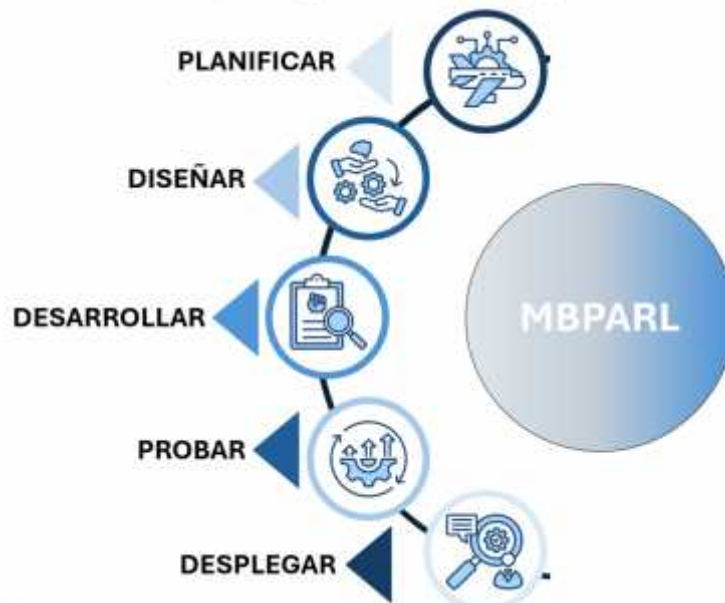 PLANIFICAR
DISEÑAR
DESARROLLAR
MBPARL
PROBAR
DESPLEGAR